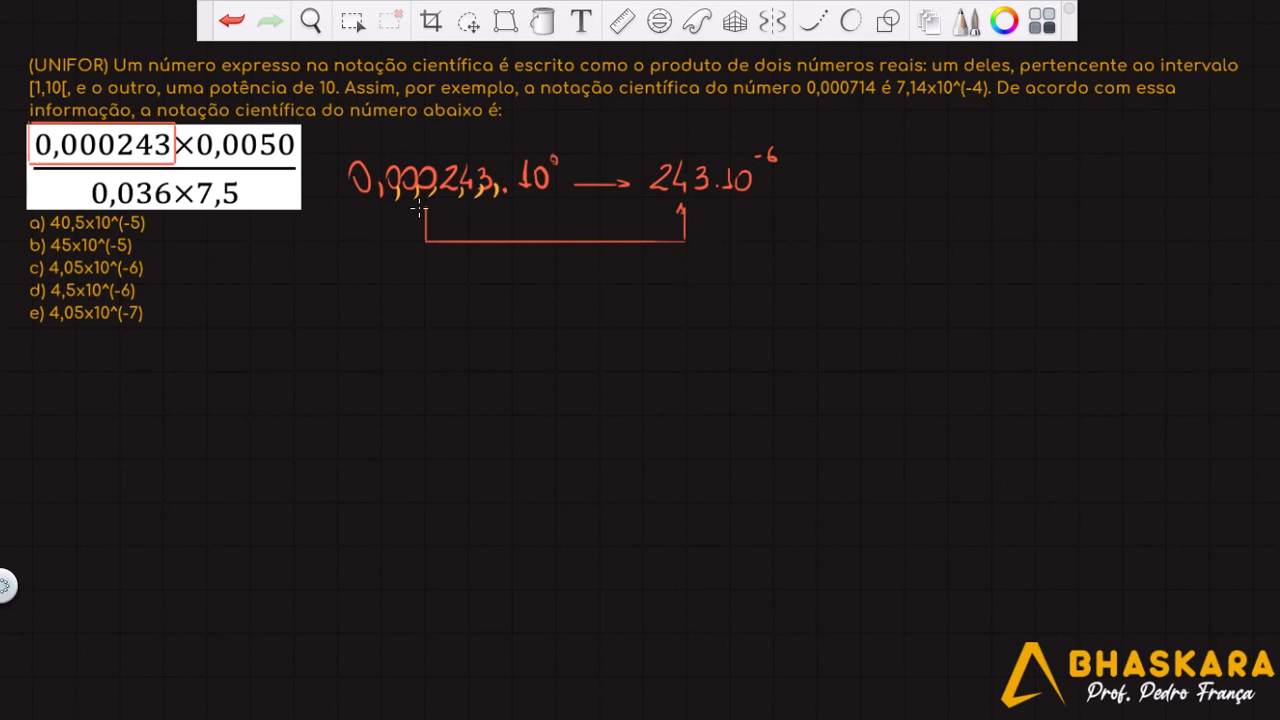 (UNIFOR) Um número expresso na notação científica é escrito como o produto de dois números reais: um deles, pertencente ao intervalo
[1,10[, e o outro, uma potência de 10. Assim, por exemplo, a notação científica do número 0,000714 é 7,14x10^(-4). De acordo com essa
informação, a notação científica do número abaixo é:
0,000243×0,0050
0,036×7,5
0,000243,. 10⁰ → 243.10⁻⁶
a) 40,5x10^(-5)
b) 45x10^(-5)
c) 4,05x10^(-6)
d) 4,5x10^(-6)
e) 4,05x10^(-7)
BHASKARA
Prof. Pedro França